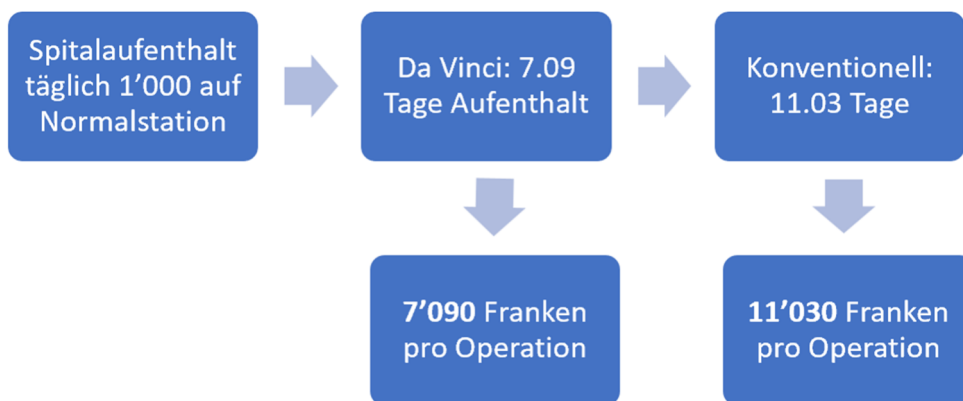 Spitalaufenthalt
täglich 1’000 auf
Normalstation
Da Vinci: 7.09
Tage Aufenthalt
Konventionell:
11.03 Tage
7’090 Franken
pro Operation
11’030 Franken
pro Operation